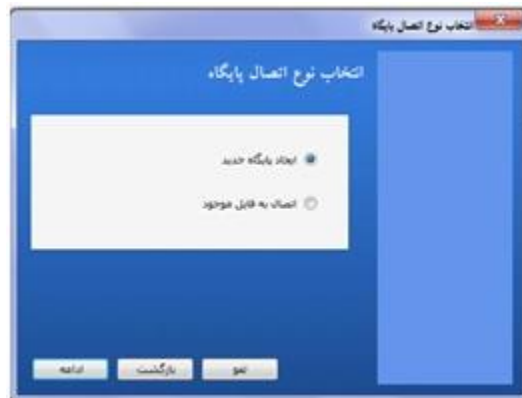 انتخاب نوع اتصال پایگاه
انتخاب نوع اتصال پایگاه
ایجاد پایگاه جدید
اتصال به فایل موجود
لغو
بازگشت
ادامه